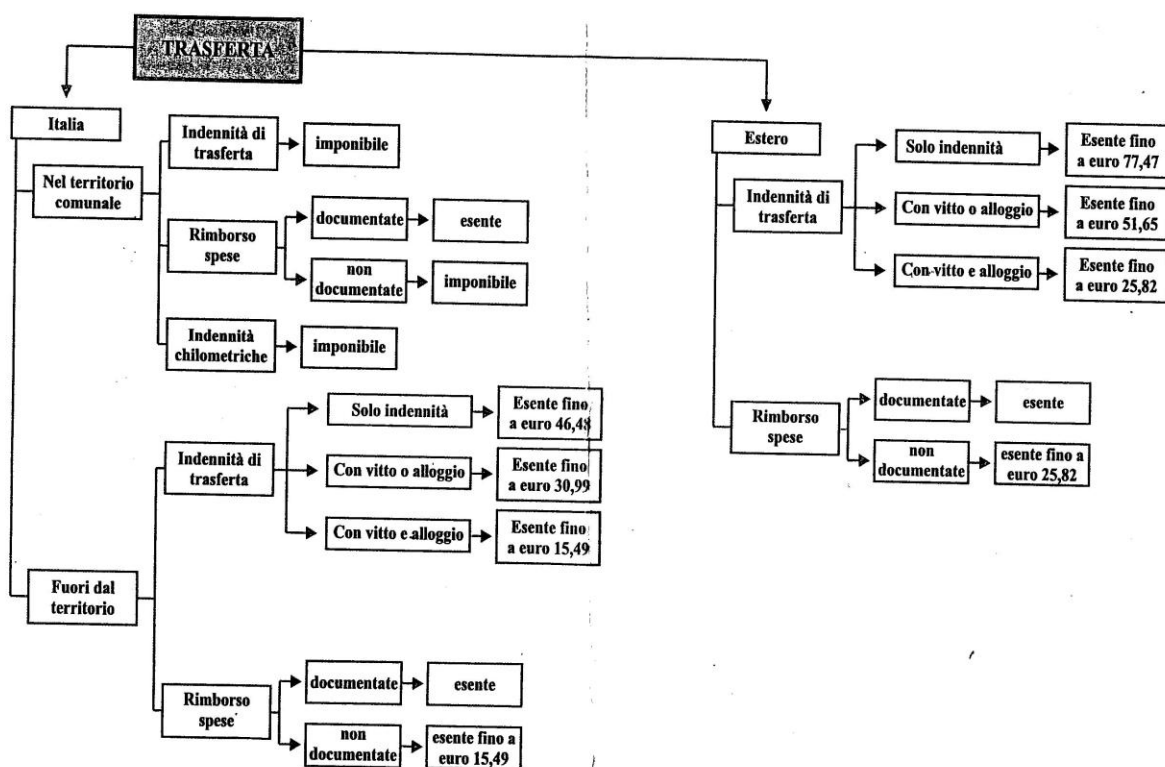 TRASFERTA
Italia
Nel territorio
comunale
Indennità di
trasferta
imponibile
Rimborso
spese
documentate
esente
non
documentate
imponibile
Indennità
chilometriche
imponibile
Fuori dal
territorio
Indennità di
trasferta
Solo indennità
Esente fino
a euro 46,48
Con vitto o alloggio
Esente fino
a euro 30,99
Con vitto e alloggio
Esente fino
a euro 15,49
Rimborso
spese
documentate
esente
non
documentate
esente fino a
euro 15,49
Estero
Indennità di
trasferta
Solo indennità
Esente fino
a euro 77,47
Con vitto o alloggio
Esente fino
a euro 51,65
Con vitto e alloggio
Esente fino
a euro 25,82
Rimborso
spese
documentate
esente
non
documentate
esente fino a
euro 25,82